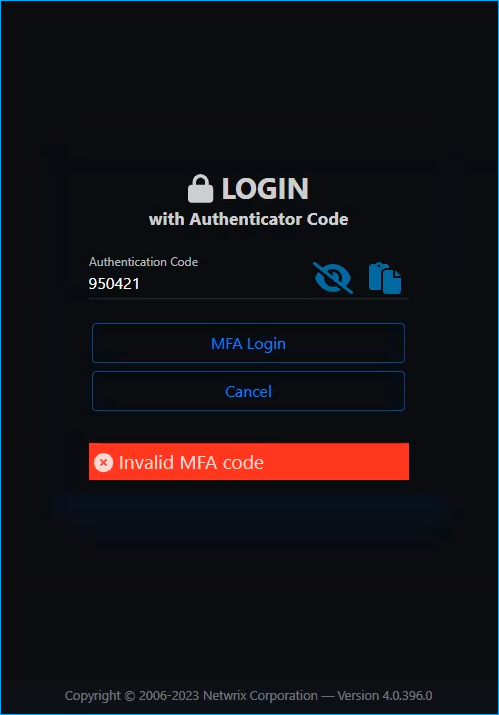 LOGIN
with Authenticator Code
Authentication Code
950421
MFA Login
Cancel
Invalid MFA code
Copyright © 2006-2023 Netwrix Corporation — Version 4.0.396.0